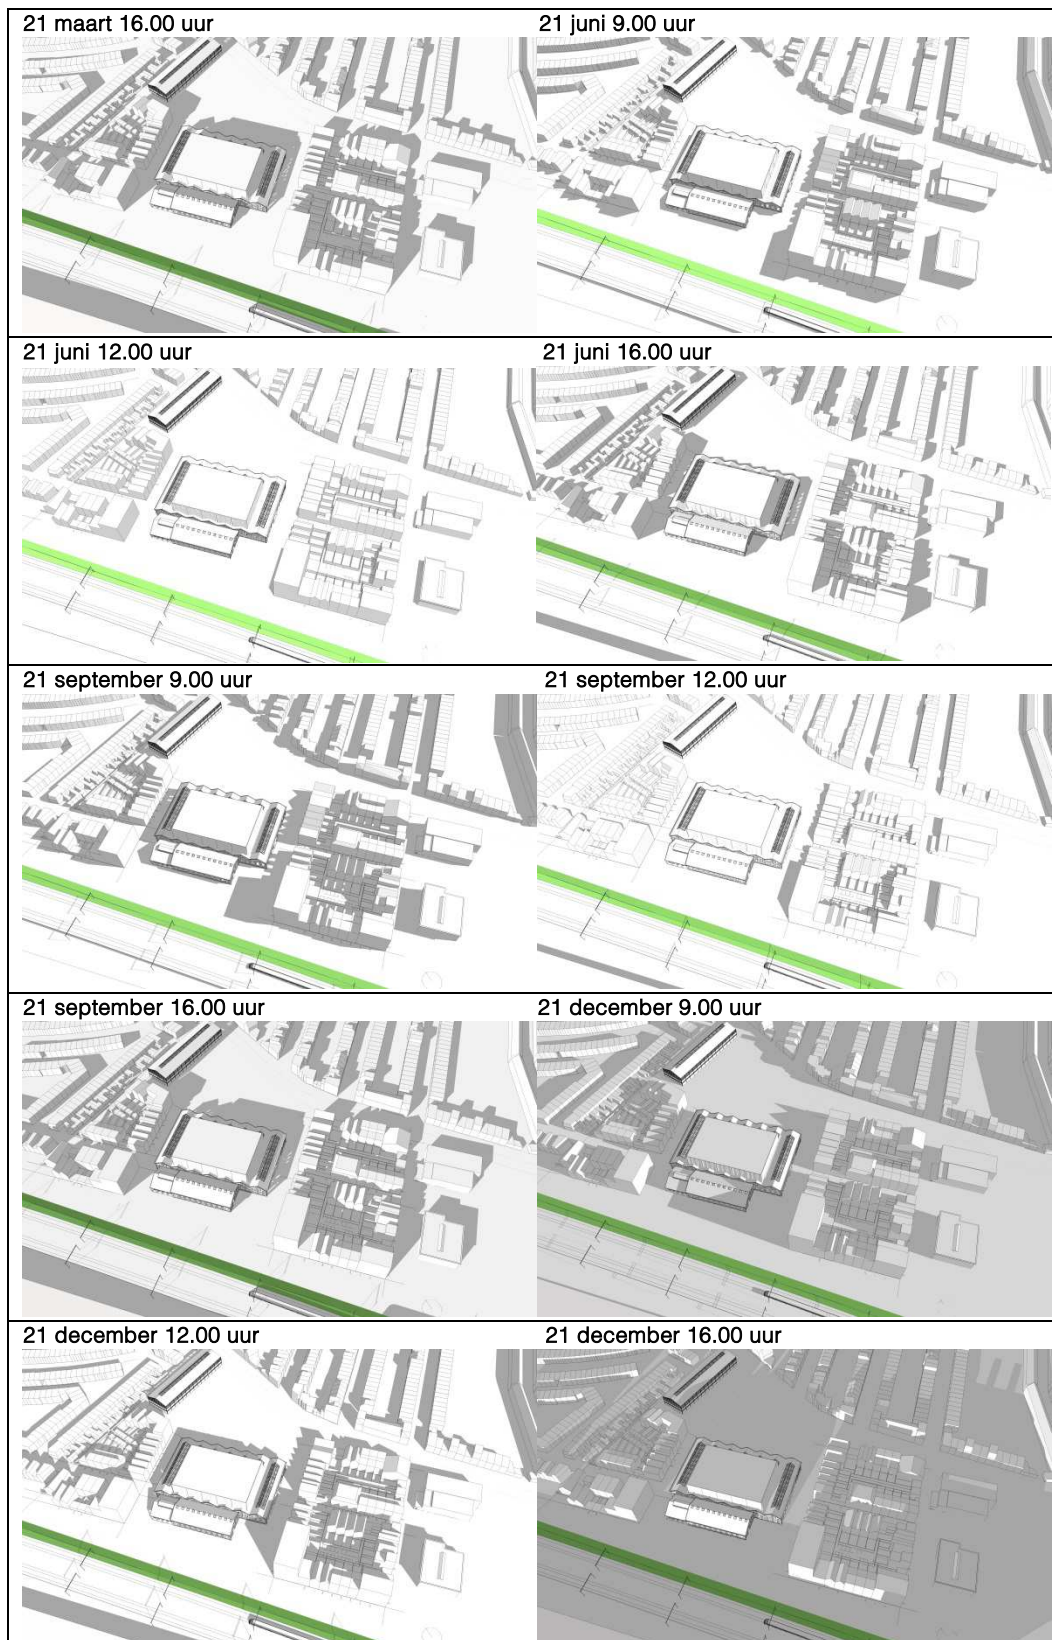 21 maart 16.00 uur
21 juni 9.00 uur
21 juni 12.00 uur
21 juni 16.00 uur
21 september 9.00 uur
21 september 12.00 uur
21 september 16.00 uur
21 december 9.00 uur
21 december 12.00 uur
21 december 16.00 uur